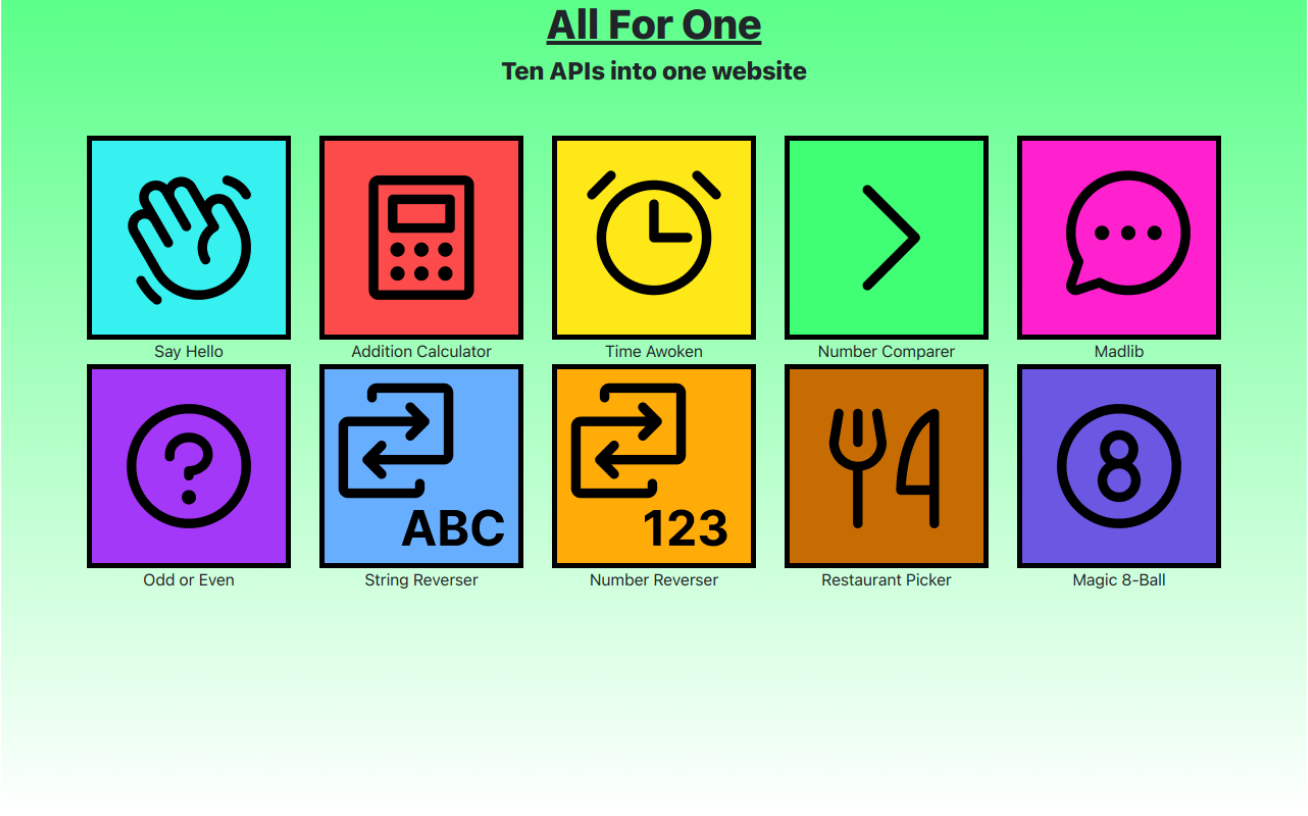 All For One
Ten APIs into one website
Say Hello
Addition Calculator
Time Awoken
Number Comparer
Madlib
?
8
ABC
123
Odd or Even
String Reverser
Number Reverser
Restaurant Picker
Magic 8-Ball